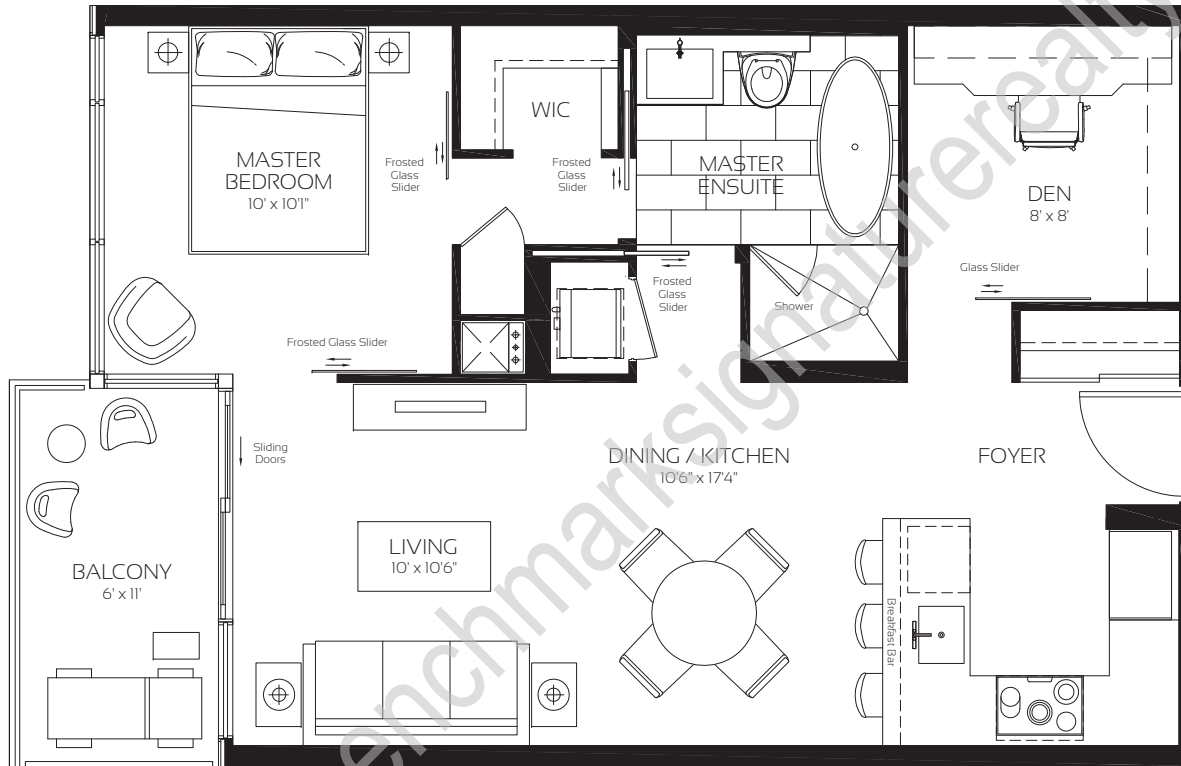 WIC
MASTER
BEDROOM
10' x 10'1"
Frosted
Glass
Slider
Frosted
Glass
Slider
MASTER
ENSUITE
DEN
8' x 8'
Glass Slider
Frosted
Glass
Slider
Shower
Frosted Glass Slider
Sliding
Doors
DINING / KITCHEN
10'6" x 17'4"
FOYER
LIVING
10' x 10'6"
BALCONY
6' x 11'
Breakfast Bar
enchmarksignaturerealty